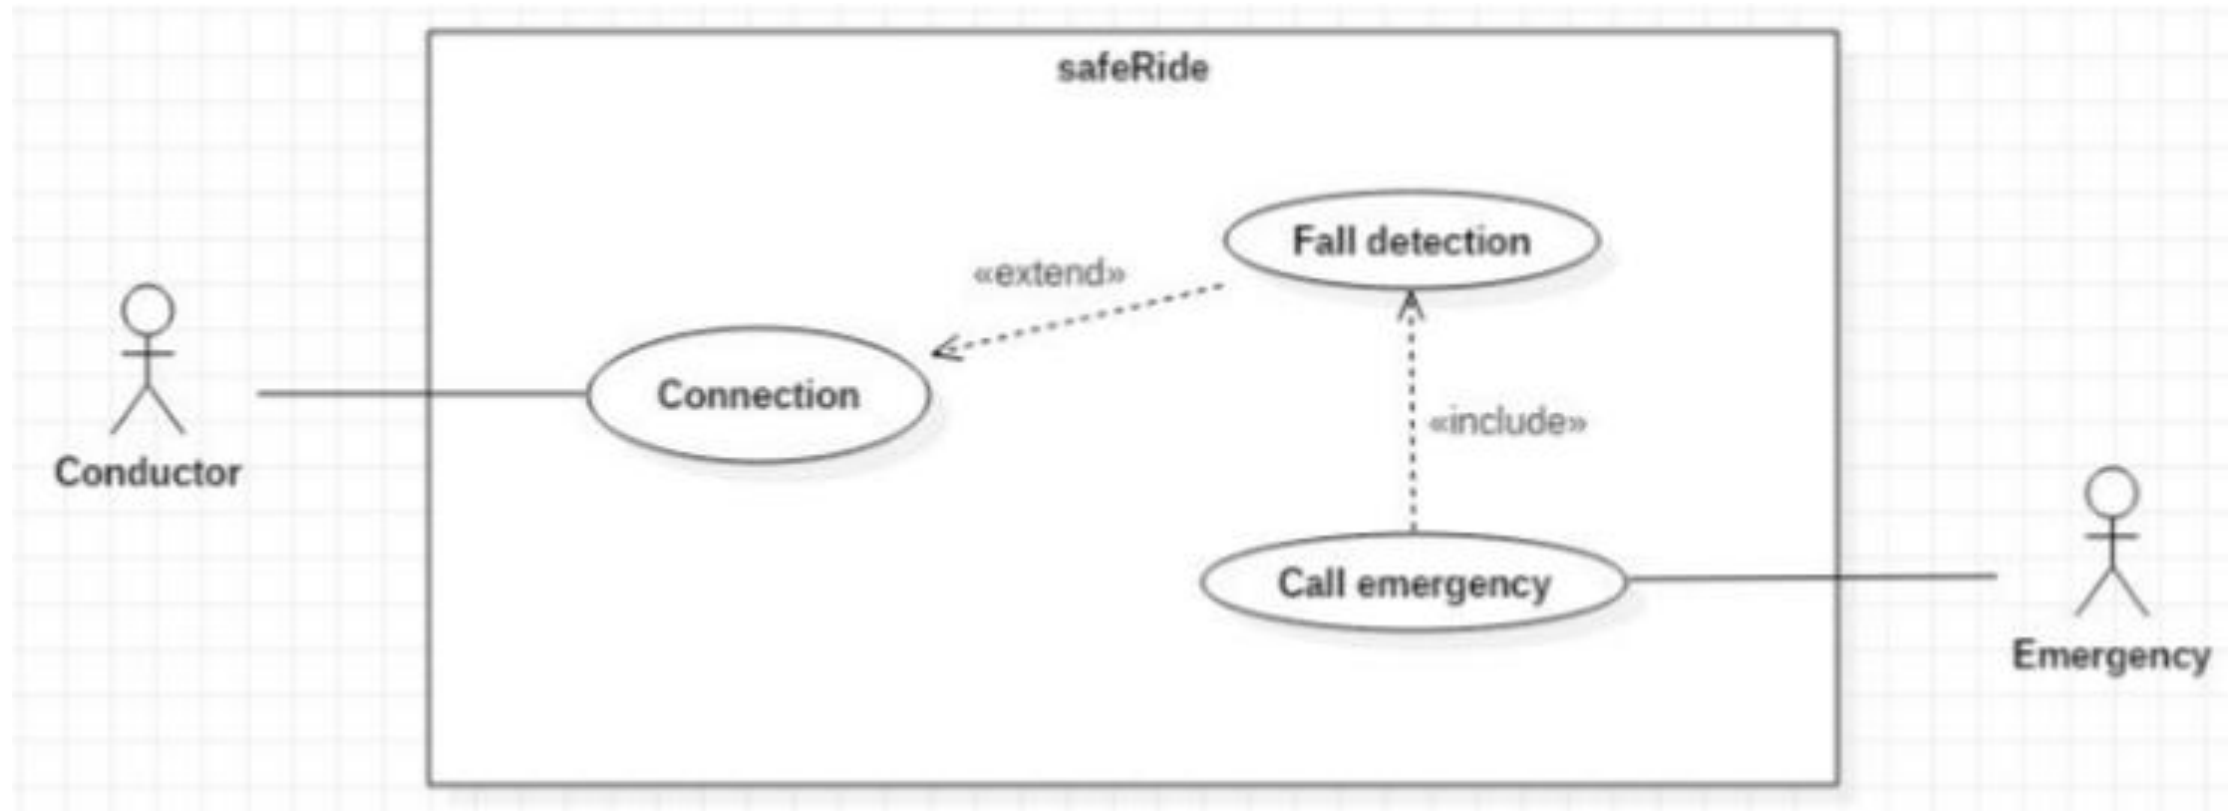 safeRide
Fall detection
«extend»
Connection
«include»
Conductor
Call emergency
Emergency